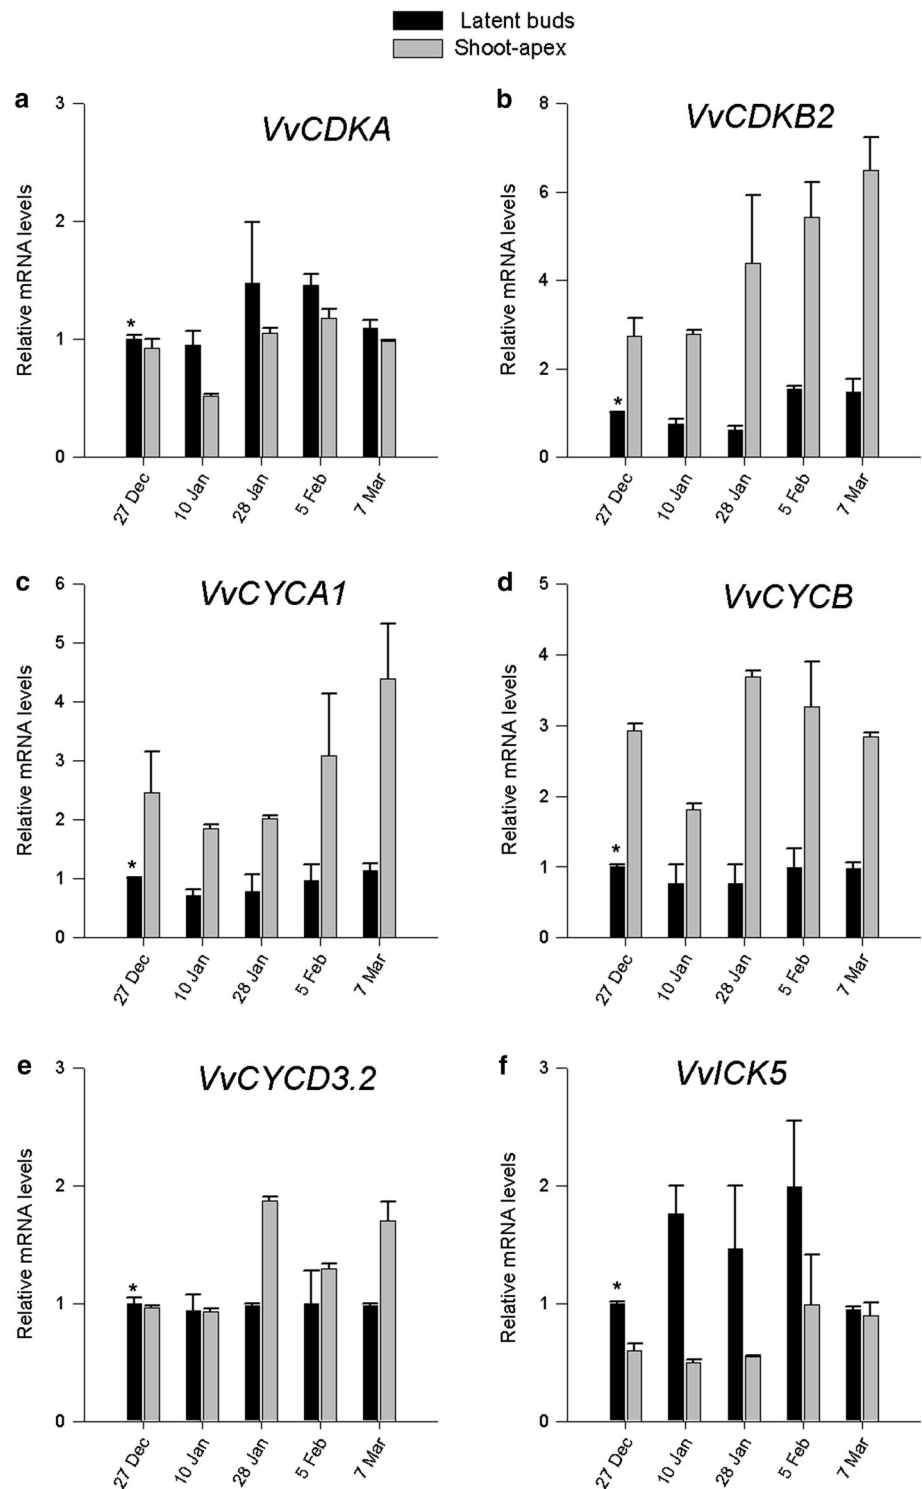 Latent buds
Shoot-apex
a
VvCDKA
Relative mRNA levels
3
2
1
0
*
27 Dec
10 Jan
28 Jan
5 Feb
7 Mar
b
VvCDKB2
Relative mRNA levels
8
6
4
2
0
*
27 Dec
10 Jan
28 Jan
5 Feb
7 Mar
c
VvCYCA1
Relative mRNA levels
6
5
4
3
2
1
0
*
27 Dec
10 Jan
28 Jan
5 Feb
7 Mar
d
VvCYCB
Relative mRNA levels
5
4
3
2
1
0
*
27 Dec
10 Jan
28 Jan
5 Feb
7 Mar
e
VvCYCD3.2
Relative mRNA levels
3
2
1
0
*
27 Dec
10 Jan
28 Jan
5 Feb
7 Mar
f
VvICK5
Relative mRNA levels
3
2
1
0
*
27 Dec
10 Jan
28 Jan
5 Feb
7 Mar